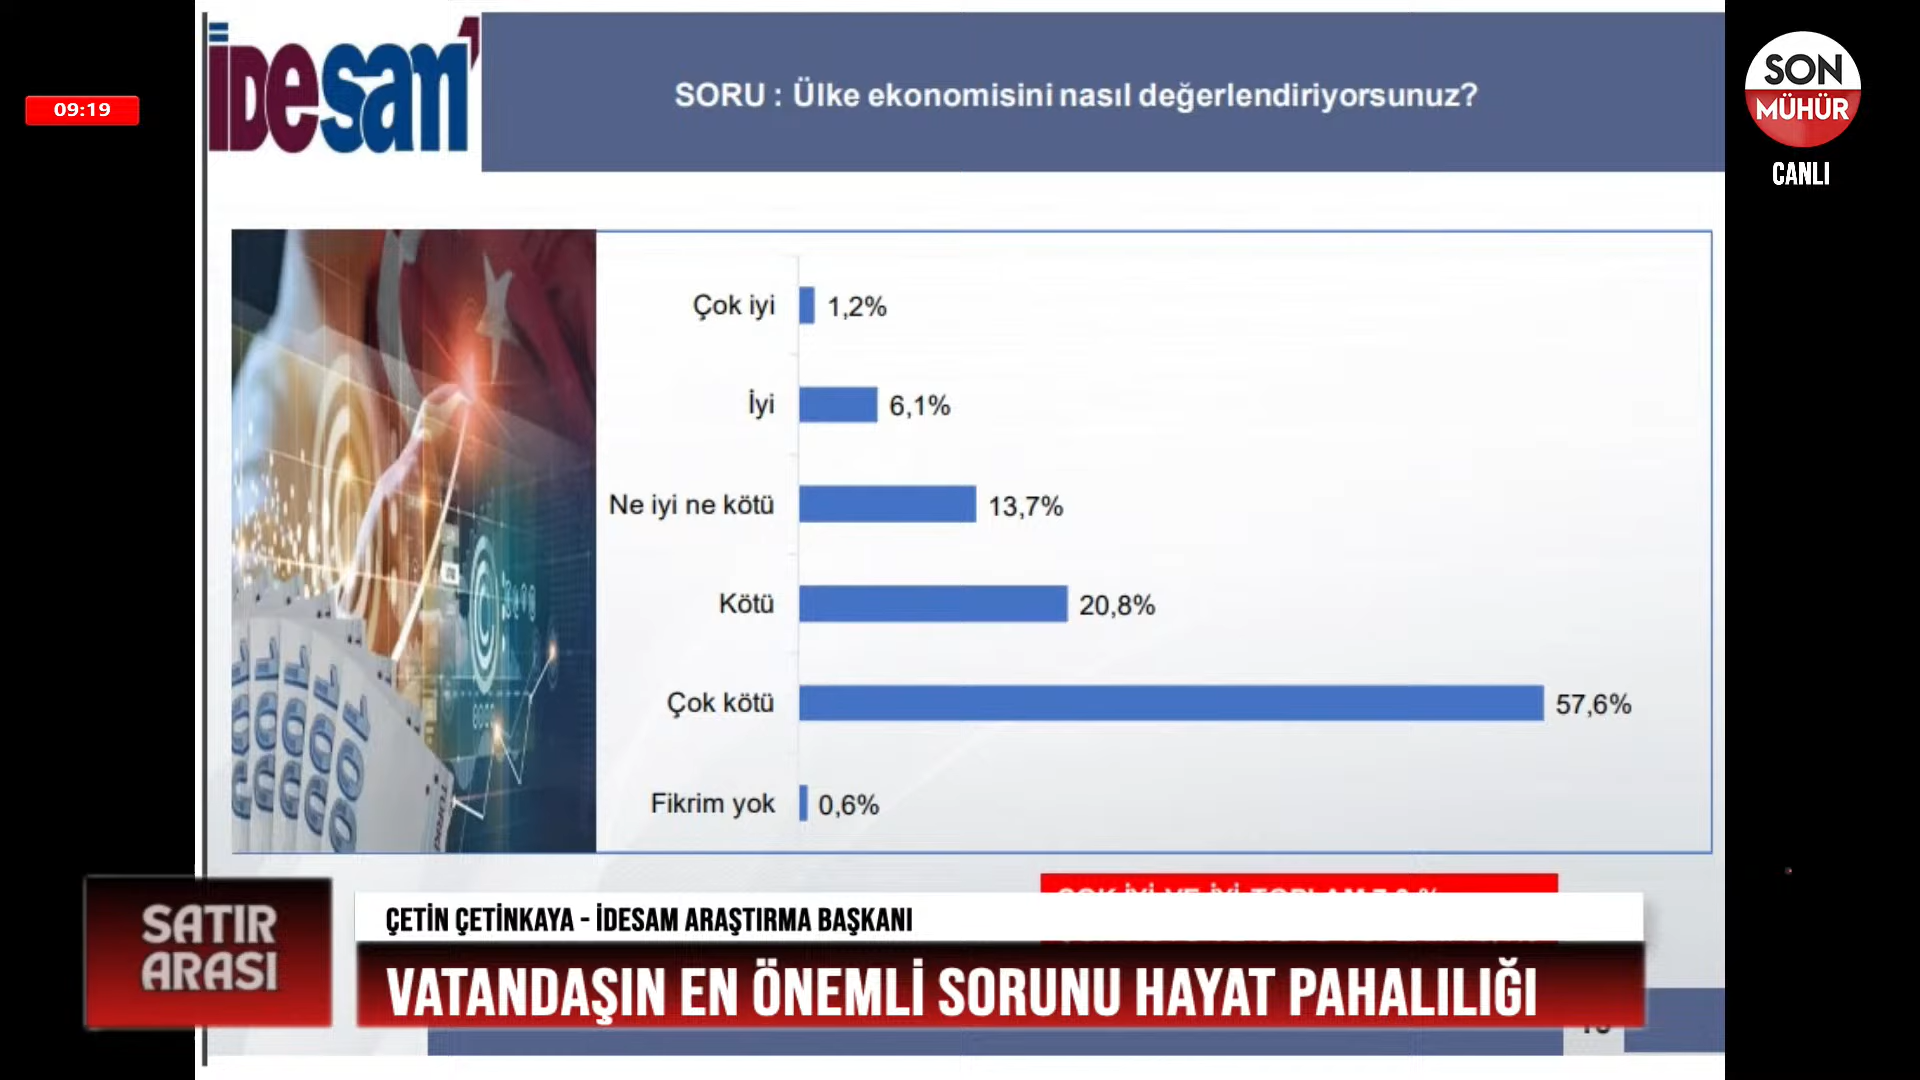 İDESAM
SORU : Ülke ekonomisini nasıl değerlendiriyorsunuz?
09:19
SON
MÜHÜR
CANLI
Çok iyi 1,2%
İyi 6,1%
Ne iyi ne kötü 13,7%
Kötü 20,8%
Çok kötü 57,6%
Fikrim yok 0,6%
SATIR
ARASI
ÇETİN ÇETİNKAYA - İDESAM ARAŞTIRMA BAŞKANI
VATANDAŞIN EN ÖNEMLİ SORUNU HAYAT PAHALILIĞI